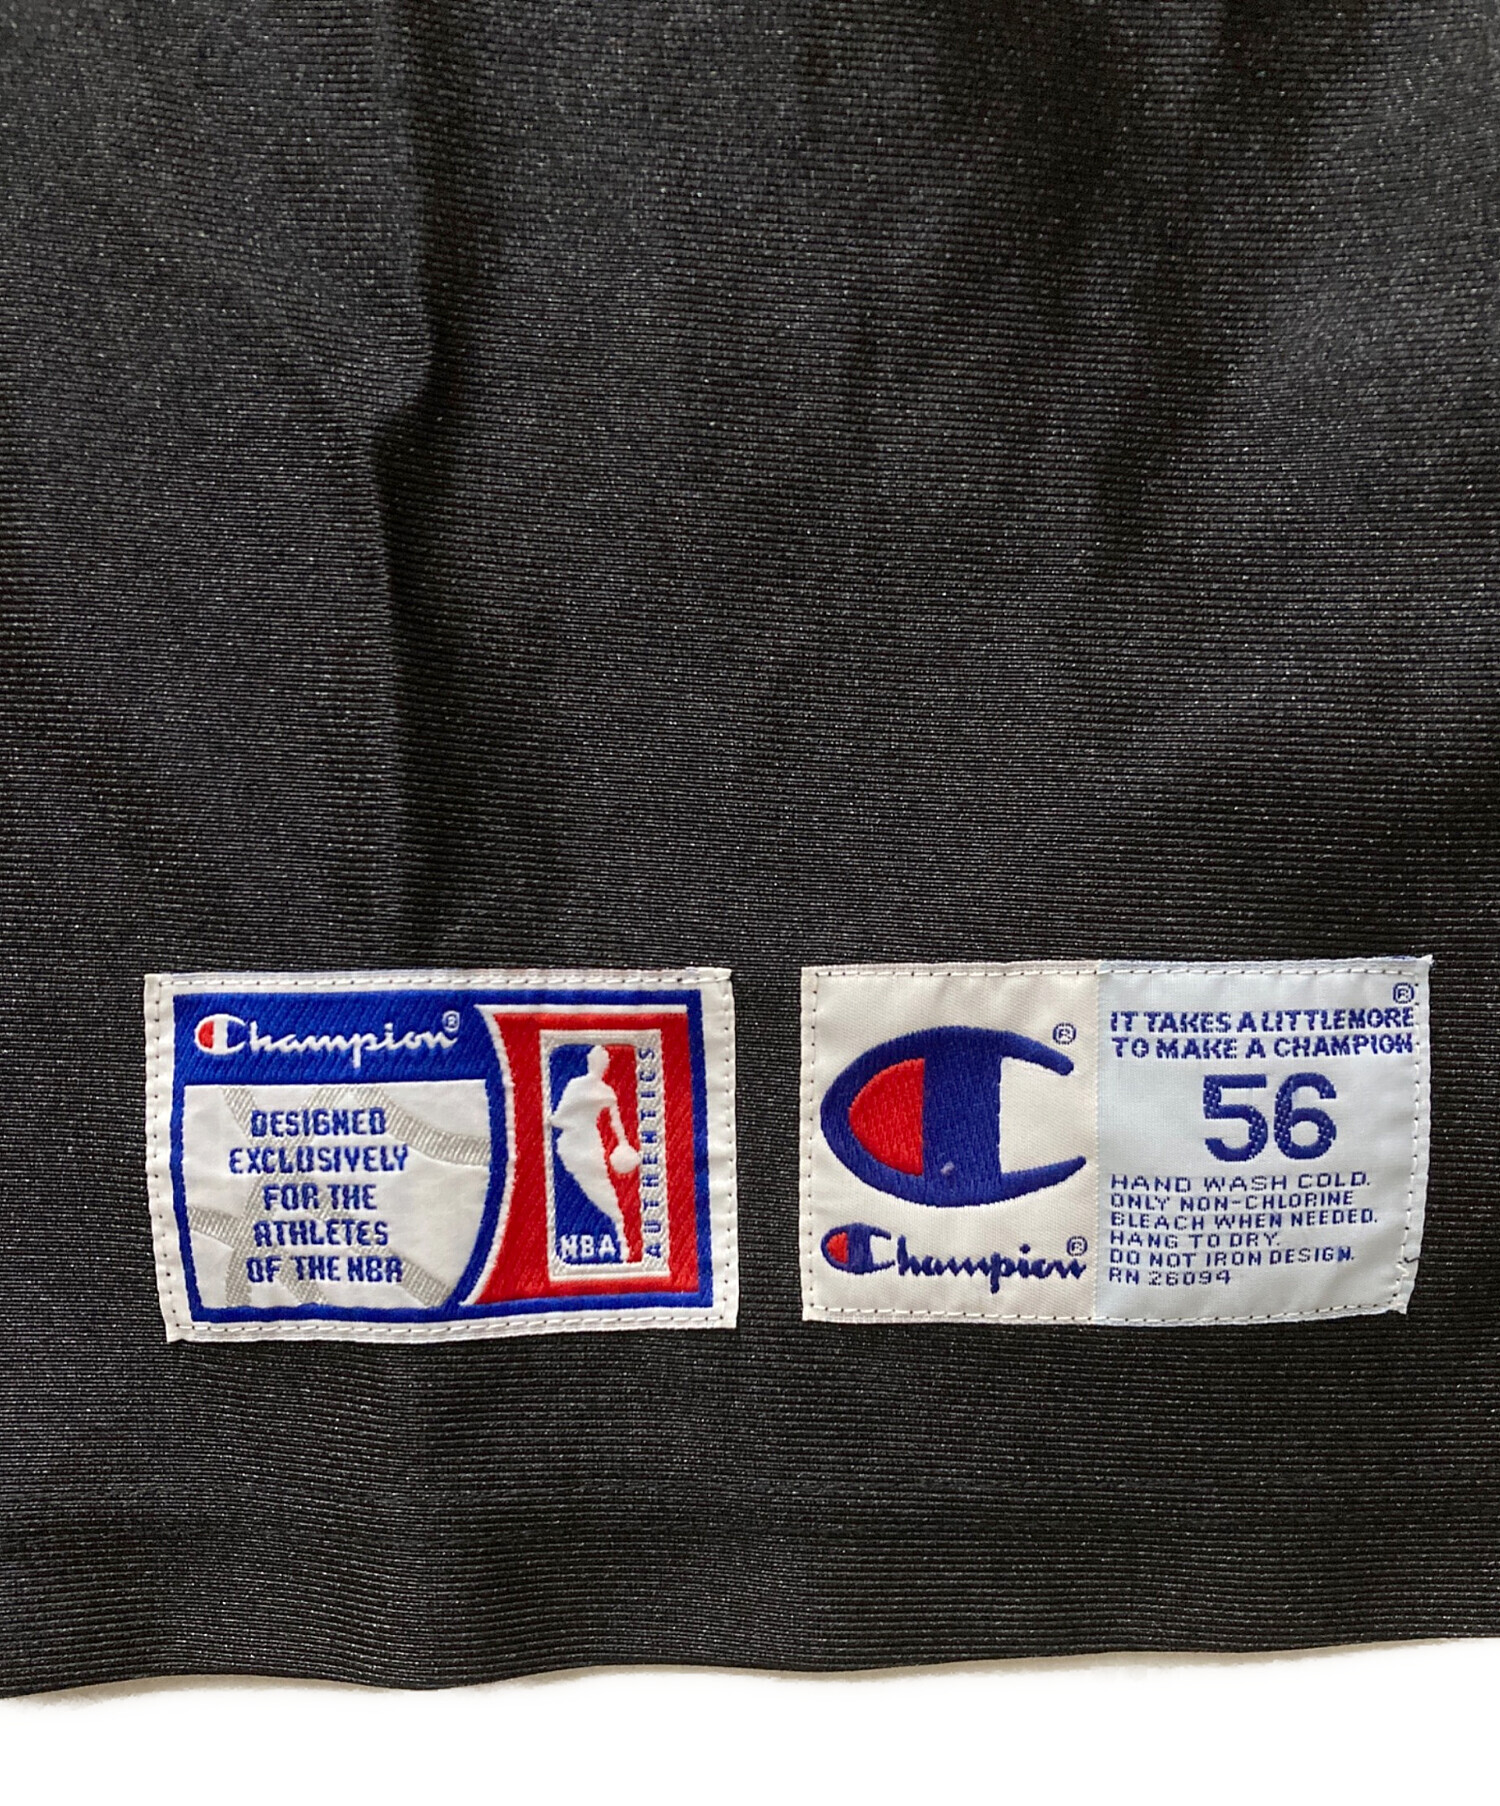 Champion®
DESIGNED
EXCLUSIVELY
FOR THE
ATHLETES
OF THE NBA
NBA
AUTHENTICS
®
Champion®
®
IT TAKES A LITTLE MORE
TO MAKE A CHAMPION
56
HAND WASH COLD.
ONLY NON-CHLORINE
BLEACH WHEN NEEDED.
HANG TO DRY.
DO NOT IRON DESIGN.
RN 26094